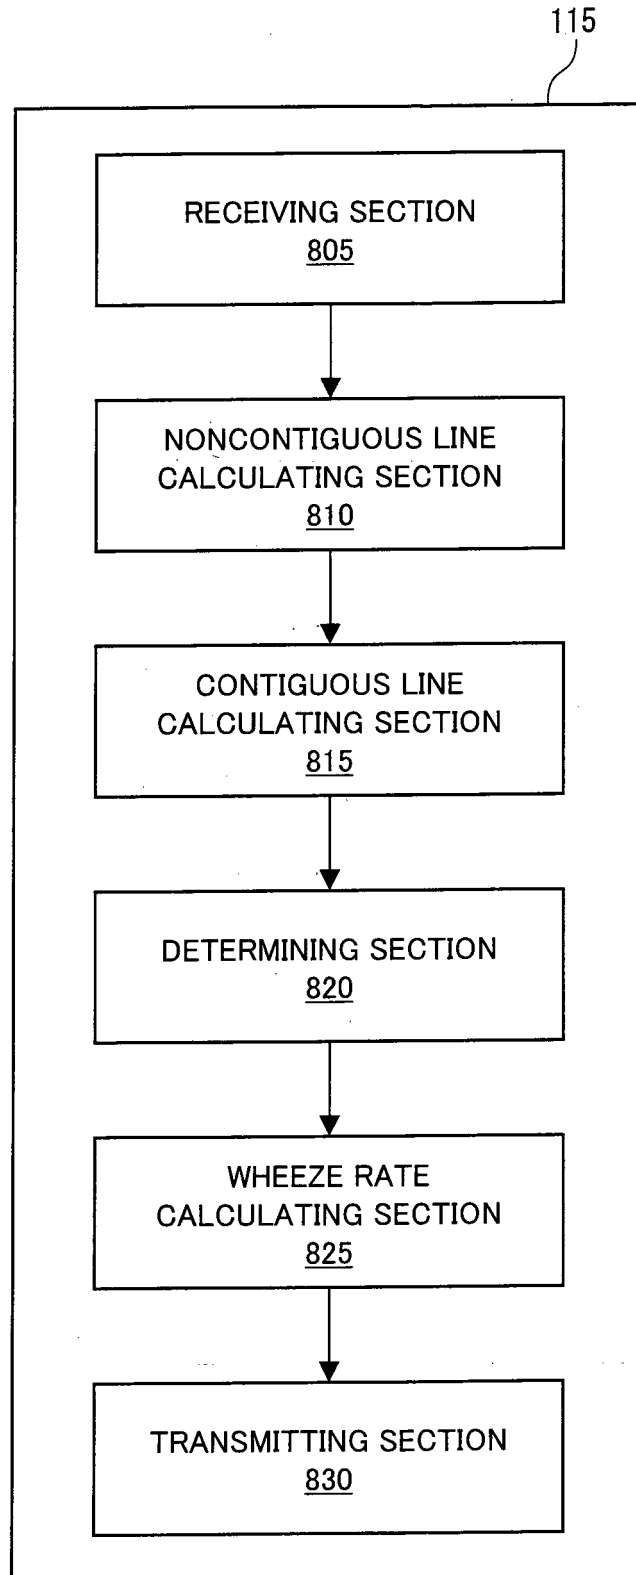 115
RECEIVING SECTION
805
NONCONTIGUOUS LINE
CALCULATING SECTION
810
CONTIGUOUS LINE
CALCULATING SECTION
815
DETERMINING SECTION
820
WHEEZE RATE
CALCULATING SECTION
825
TRANSMITTING SECTION
830